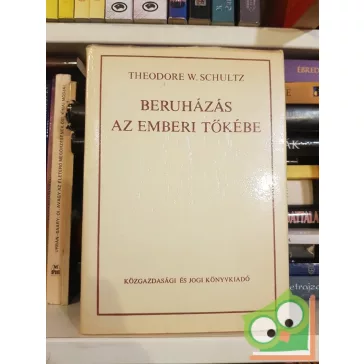 THEODORE W. SCHULTZ
BERUHÁZÁS
AZ EMBERI TŐKÉBE
KÖZGAZDASÁGI ÉS JOGI KÖNYVKIADÓ